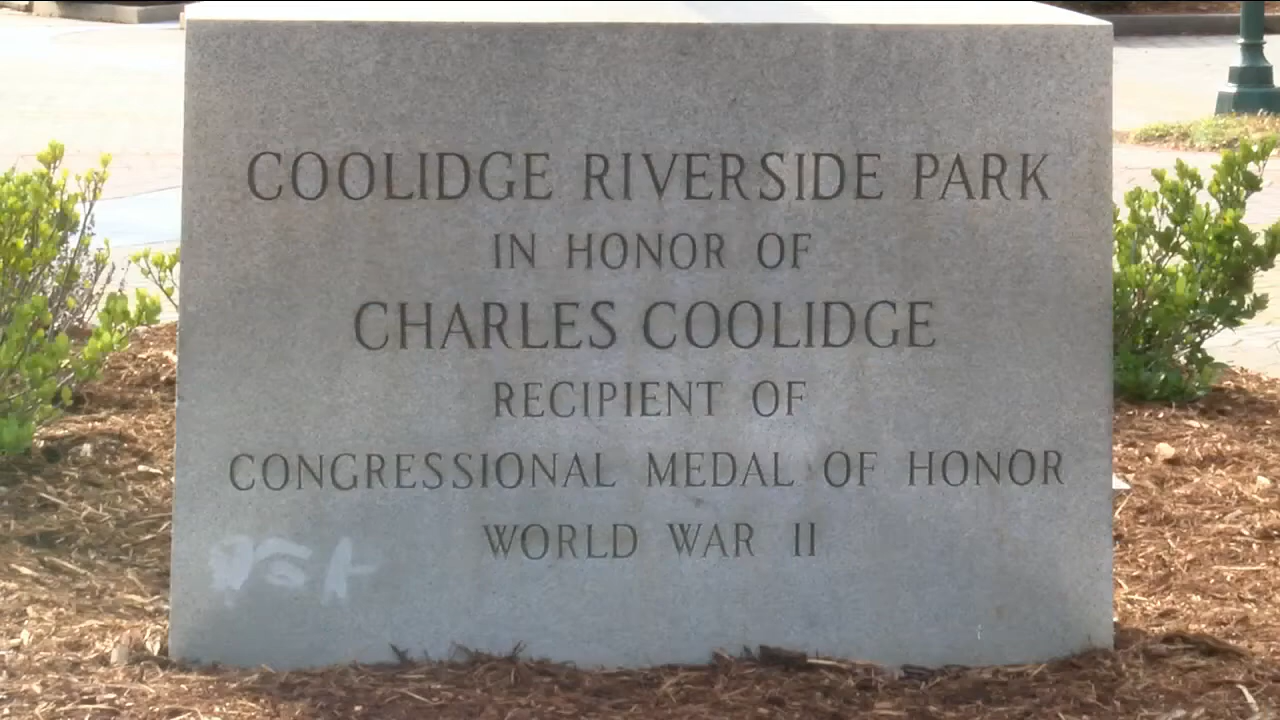 COOLIDGE RIVERSIDE PARK
IN HONOR OF
CHARLES COOLIDGE
RECIPIENT OF
CONGRESSIONAL MEDAL OF HONOR
WORLD WAR II